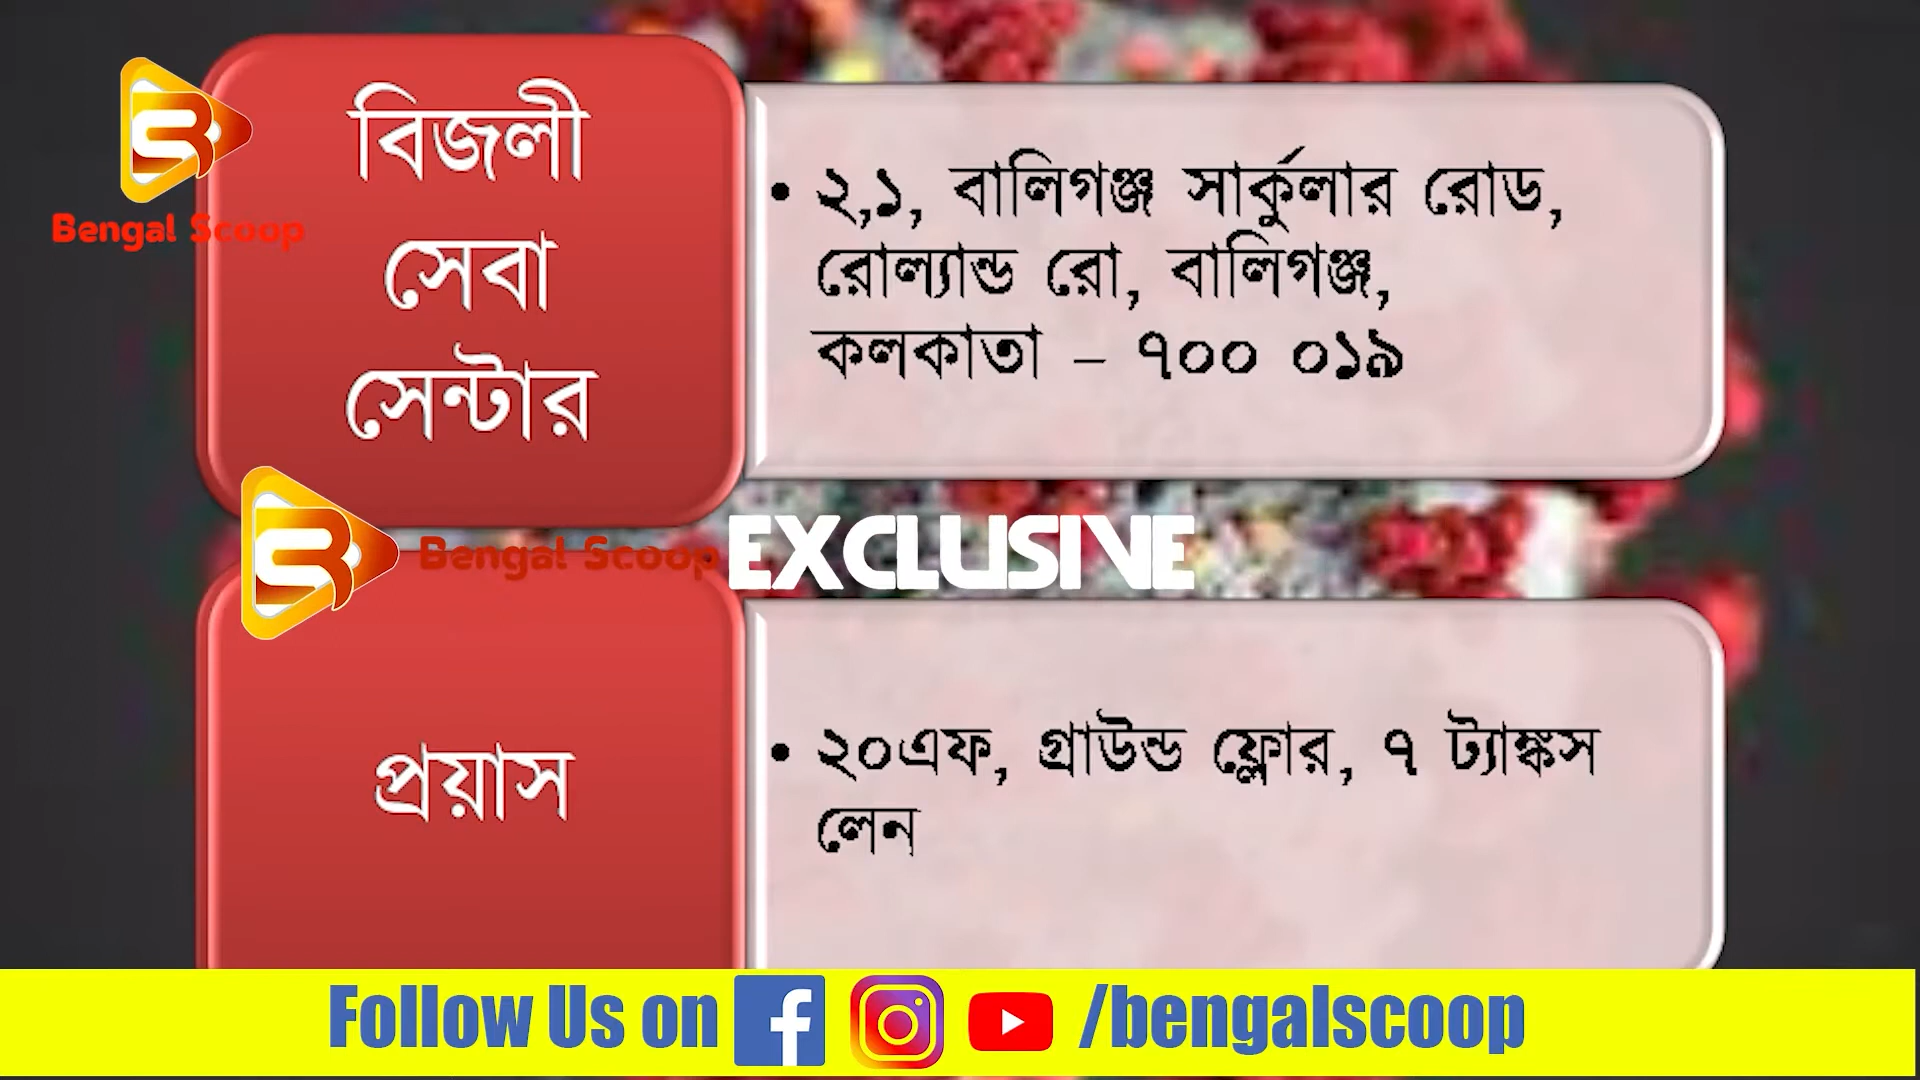 Bengal Scoop
বিজলী
সেবা
সেন্টার
• ২,১, বালিগঞ্জ সার্কুলার রোড,
রোল্যান্ড রো, বালিগঞ্জ,
কলকাতা – ৭০০ ০১৯
Bengal Scoop EXCLUSIVE
প্রয়াস
• ২০এফ, গ্রাউন্ড ফ্লোর, ৭ ট্যাঙ্কস
লেন
Follow Us on /bengalscoop